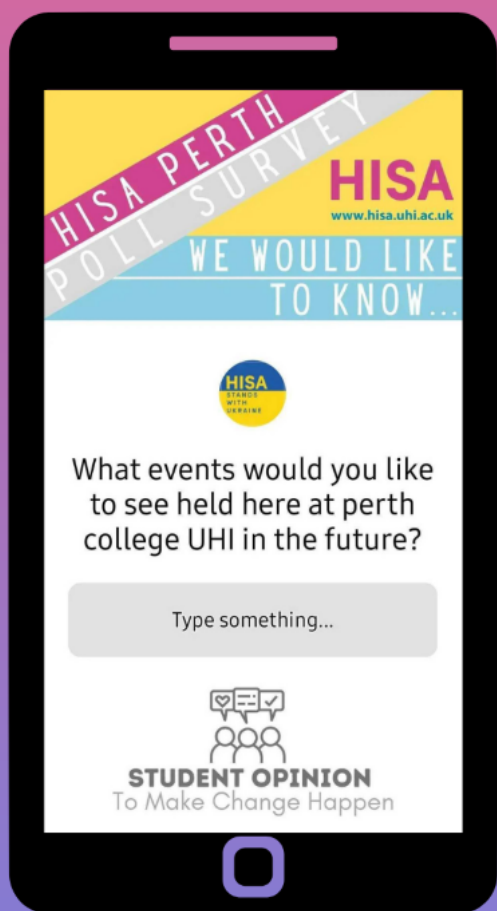 HISA PERTH
POLL SURVEY
HISA
www.hisa.uhi.ac.uk
WE WOULD LIKE
TO KNOW...
HISA
STANDS
WITH
UKRAINE
What events would you like
to see held here at perth
college UHI in the future?
Type something...
STUDENT OPINION
To Make Change Happen